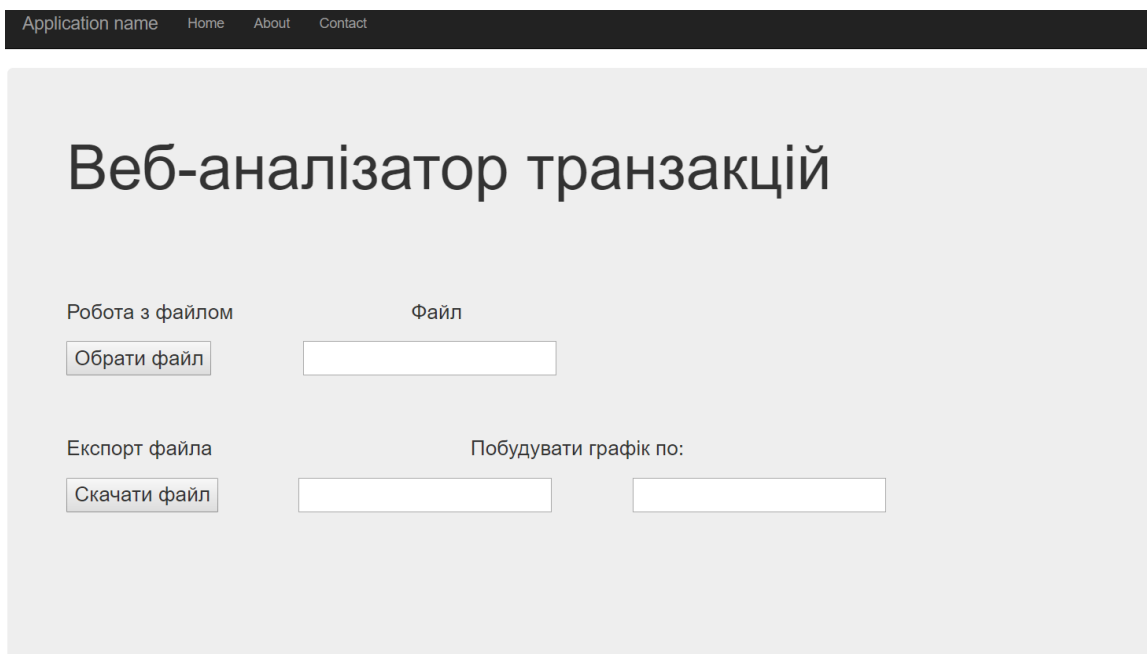 Application name Home About Contact
Веб-аналізатор транзакцій
Робота з файлом Файл
Обрати файл
Експорт файла Побудувати графік по:
Скачати файл